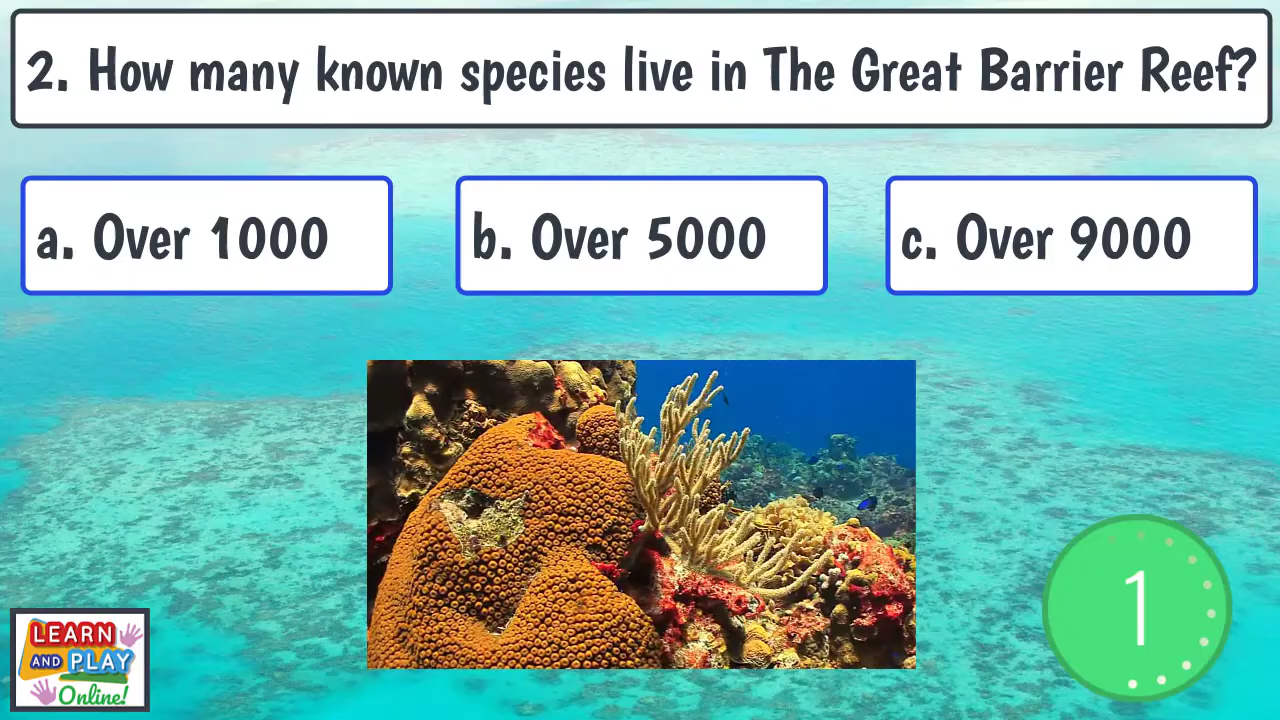 2. How many known species live in The Great Barrier Reef?
a. Over 1000
b. Over 5000
c. Over 9000
1
LEARN
AND PLAY
Online!